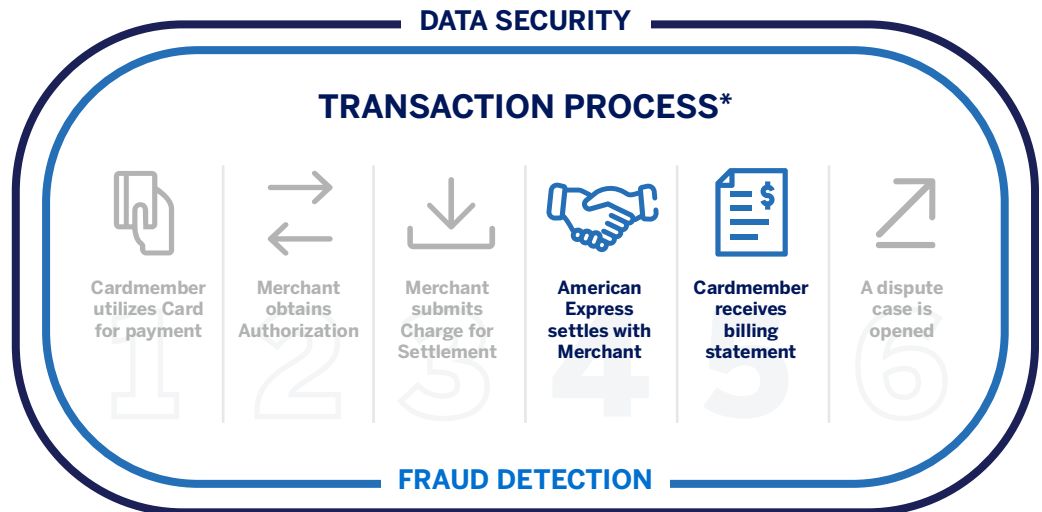 DATA SECURITY
TRANSACTION PROCESS*
$
Cardmember
utilizes Card
for payment
1
Merchant
obtains
Authorization
2
Merchant
submits
Charge for
Settlement
3
American
Express
settles with
Merchant
4
Cardmember
receives
billing
statement
5
A dispute
case is
opened
6
FRAUD DETECTION